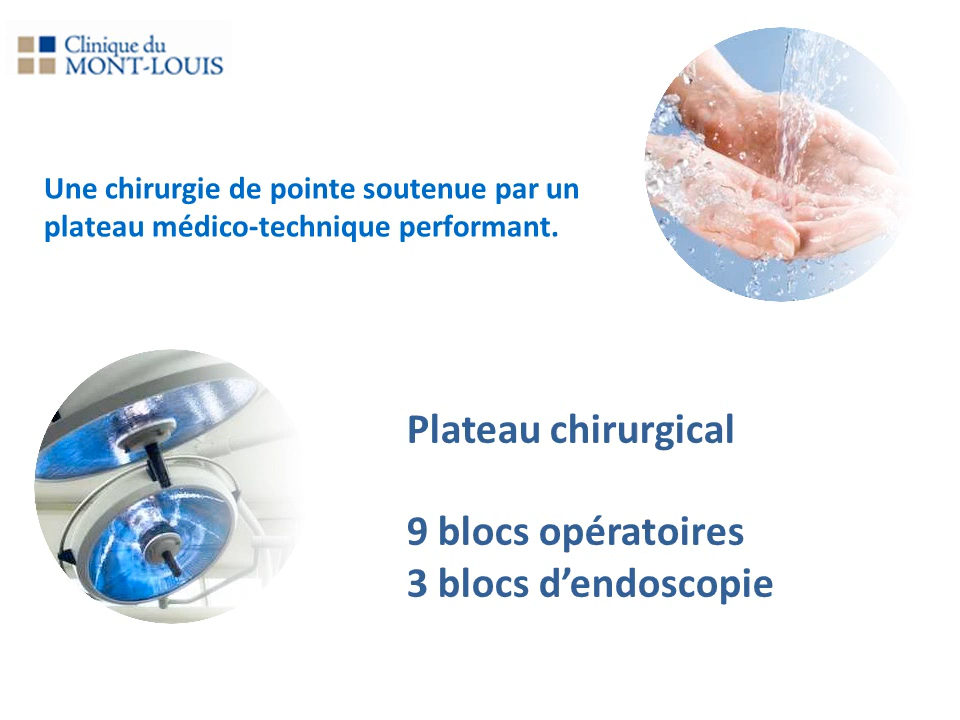 Clinique du
MONT-LOUIS
Une chirurgie de pointe soutenue par un
plateau médico-technique performant.
Plateau chirurgical
9 blocs opératoires
3 blocs d’endoscopie